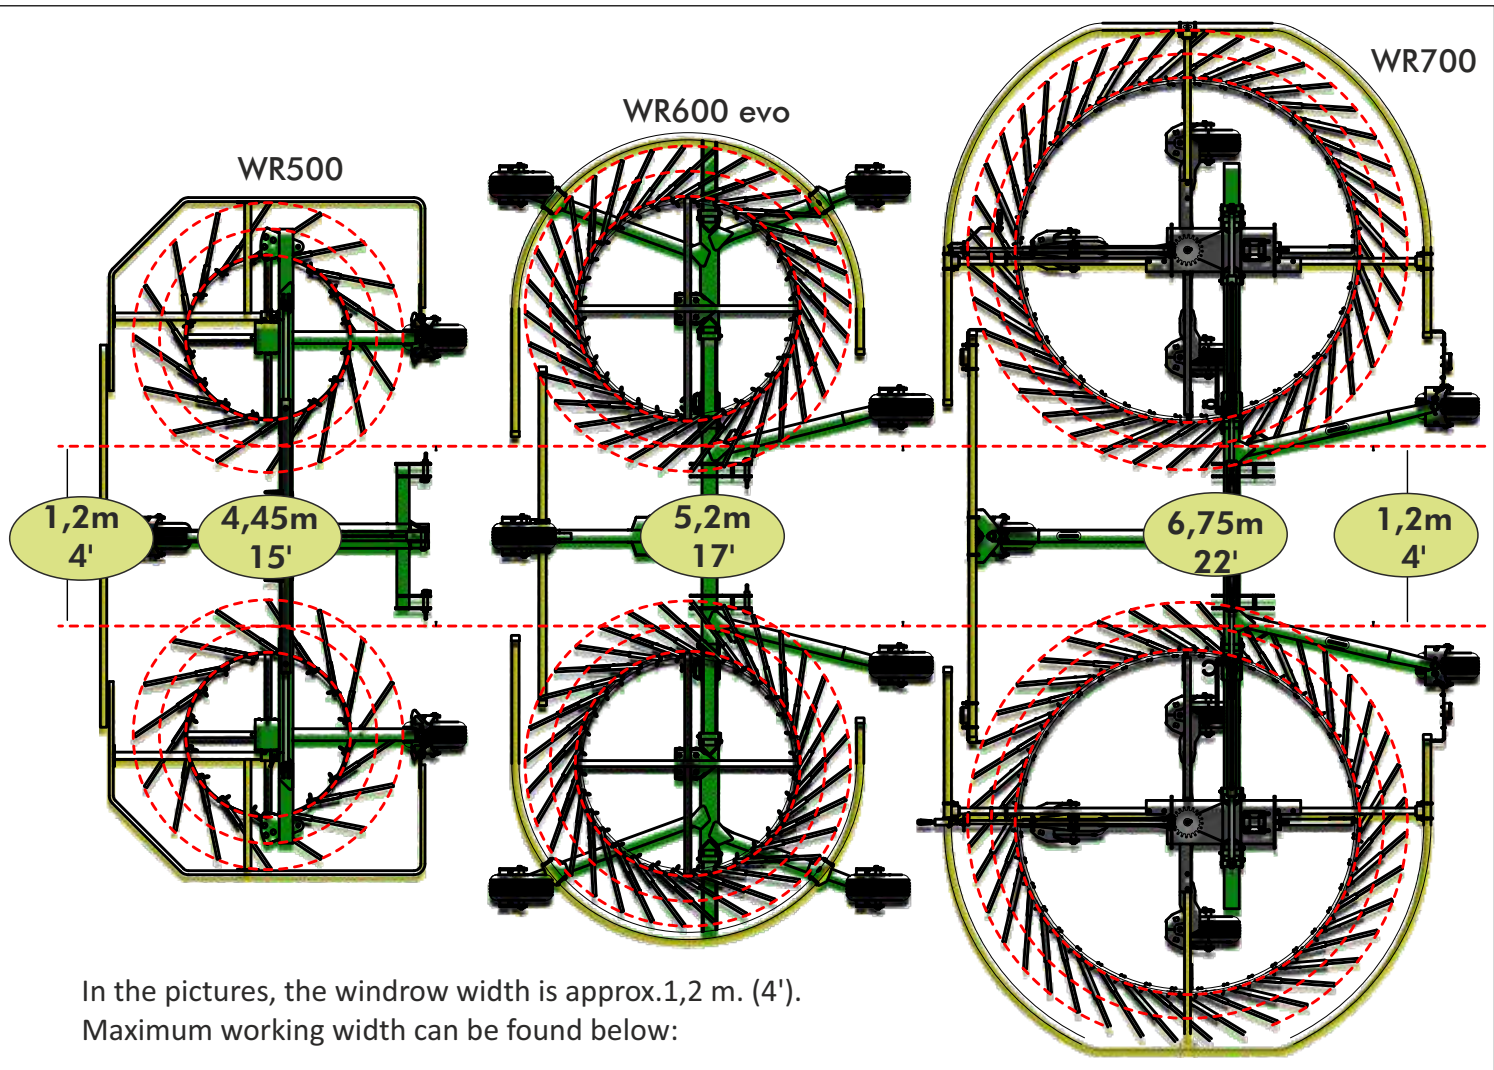 WR700
WR600 evo
WR500
1,2m
4'
4,45m
15'
5,2m
17'
6,75m
22'
1,2m
4'
In the pictures, the windrow width is approx.1,2 m. (4').
Maximum working width can be found below: